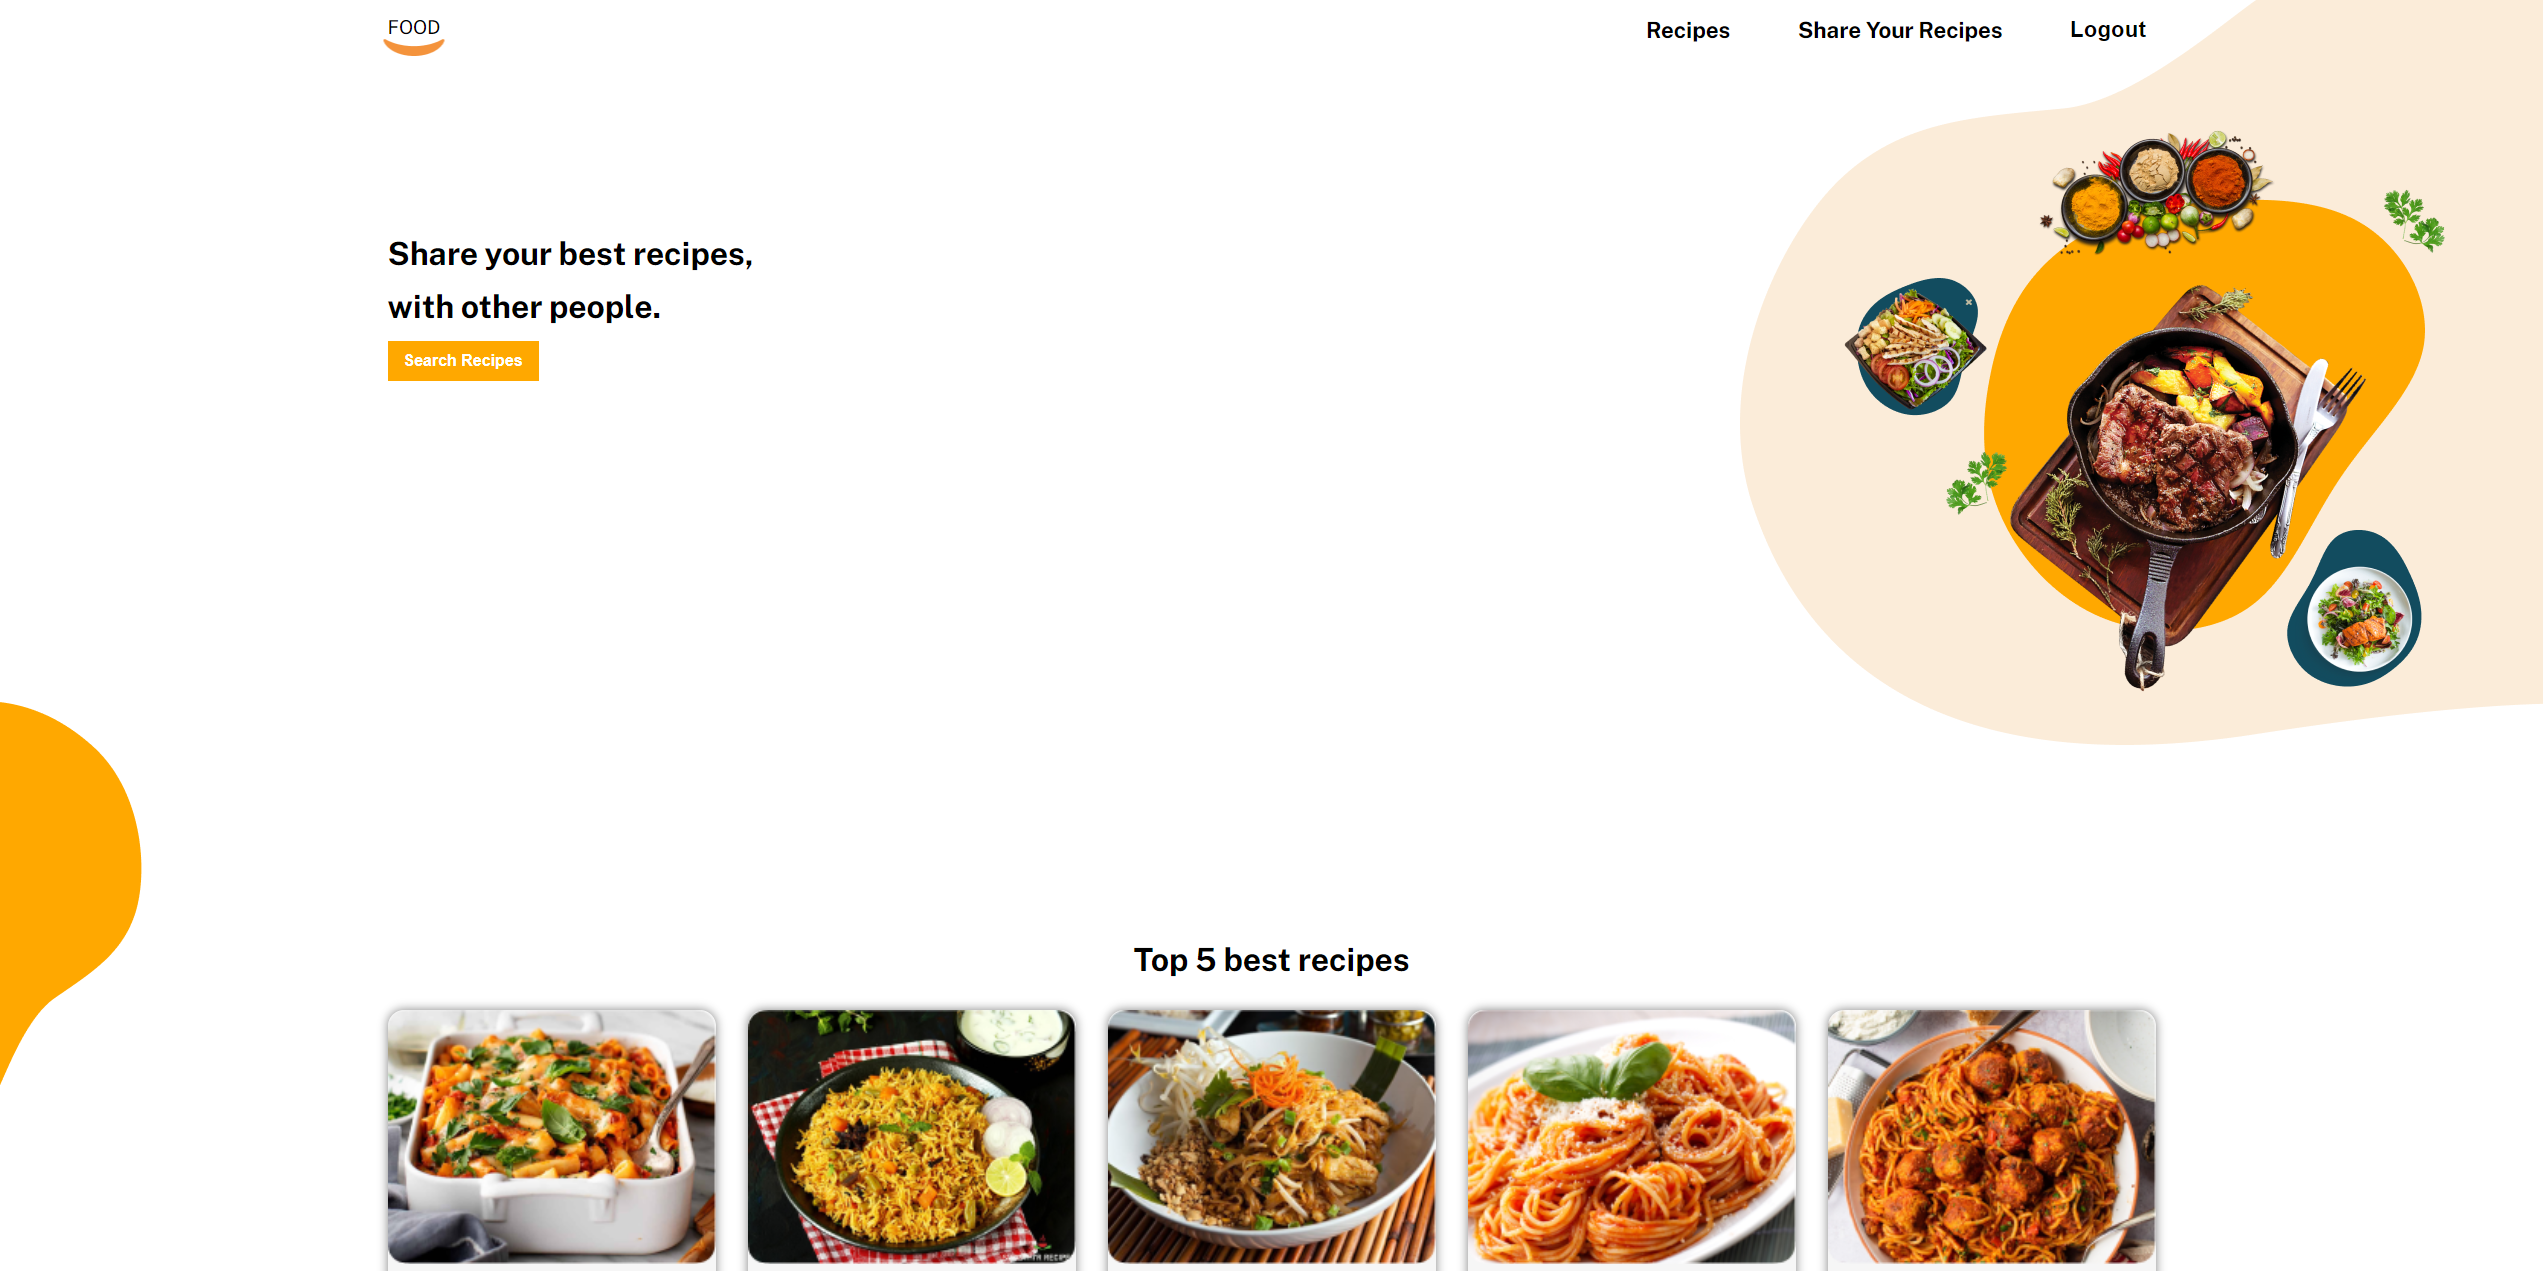 FOOD
Recipes
Share Your Recipes
Logout
Share your best recipes,
with other people.
Search Recipes
Top 5 best recipes